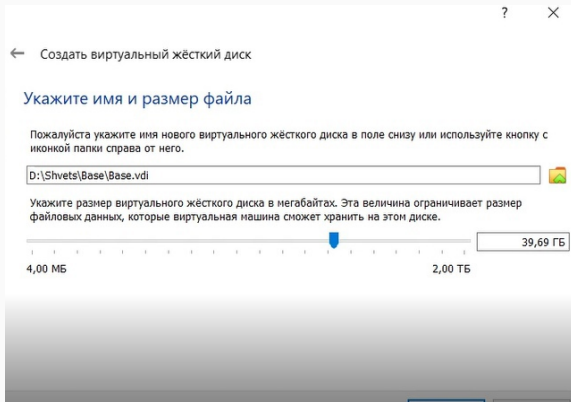 ?
Создать виртуальный жёсткий диск
Укажите имя и размер файла
Пожалуйста укажите имя нового виртуального жёсткого диска в поле снизу или используйте кнопку с
иконкой папки справа от него.
D:\Shvets\Base\Base.vdi
Укажите размер виртуального жёсткого диска в мегабайтах. Эта величина ограничивает размер
файловых данных, которые виртуальная машина сможет хранить на этом диске.
39,69 ГБ
4,00 МБ 2,00 ТБ